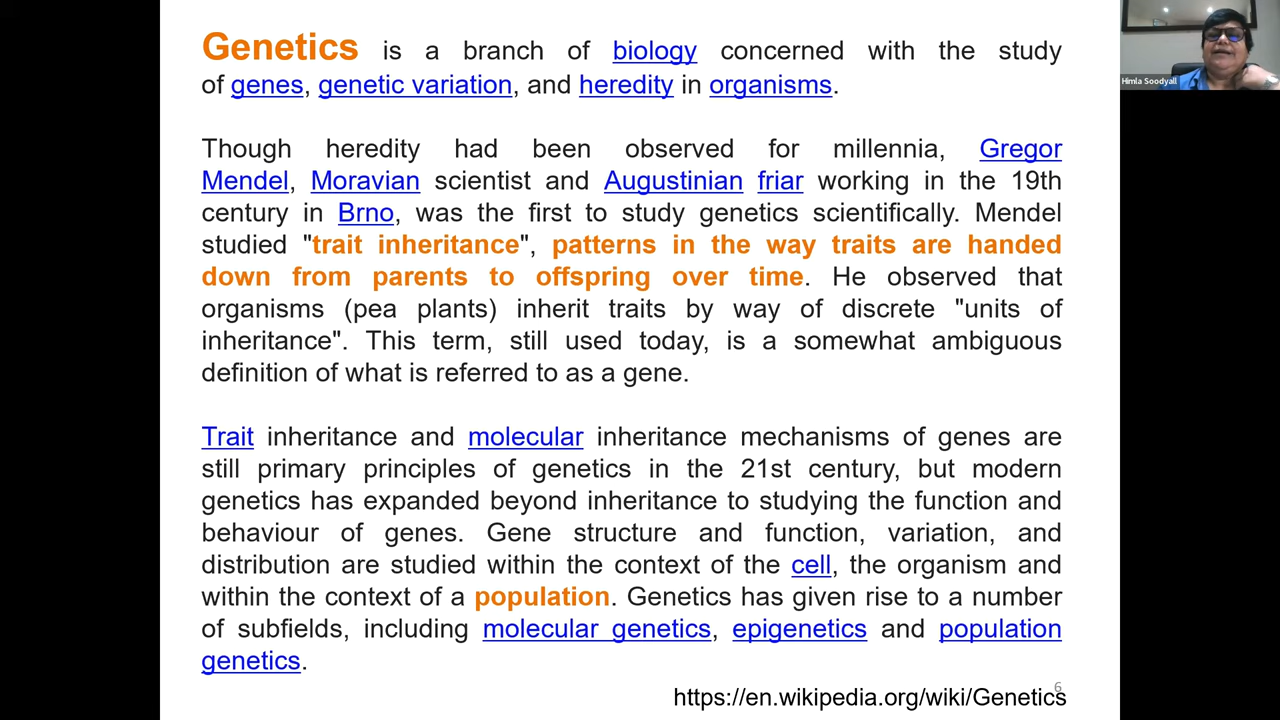 Genetics is a branch of biology concerned with the study
of genes, genetic variation, and heredity in organisms.
Though heredity had been observed for millennia, Gregor
Mendel, Moravian scientist and Augustinian friar working in the 19th
century in Brno, was the first to study genetics scientifically. Mendel
studied "trait inheritance", patterns in the way traits are handed
down from parents to offspring over time. He observed that
organisms (pea plants) inherit traits by way of discrete "units of
inheritance". This term, still used today, is a somewhat ambiguous
definition of what is referred to as a gene.
Trait inheritance and molecular inheritance mechanisms of genes are
still primary principles of genetics in the 21st century, but modern
genetics has expanded beyond inheritance to studying the function and
behaviour of genes. Gene structure and function, variation, and
distribution are studied within the context of the cell, the organism and
within the context of a population. Genetics has given rise to a number
of subfields, including molecular genetics, epigenetics and population
genetics.
6
https://en.wikipedia.org/wiki/Genetics
Himla Soodyall